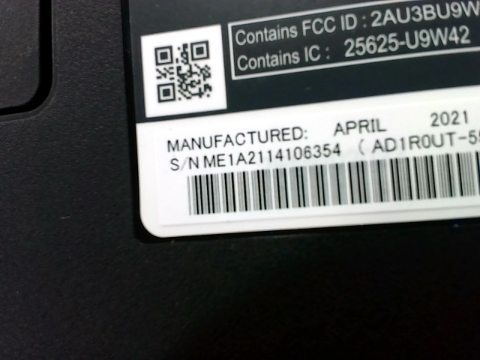 Contains FCC ID : 2AU3BU9W
Contains IC : 25625-U9W42
MANUFACTURED: APRIL 2021
S/N ME1A2114106354 ( AD1R0UT-5